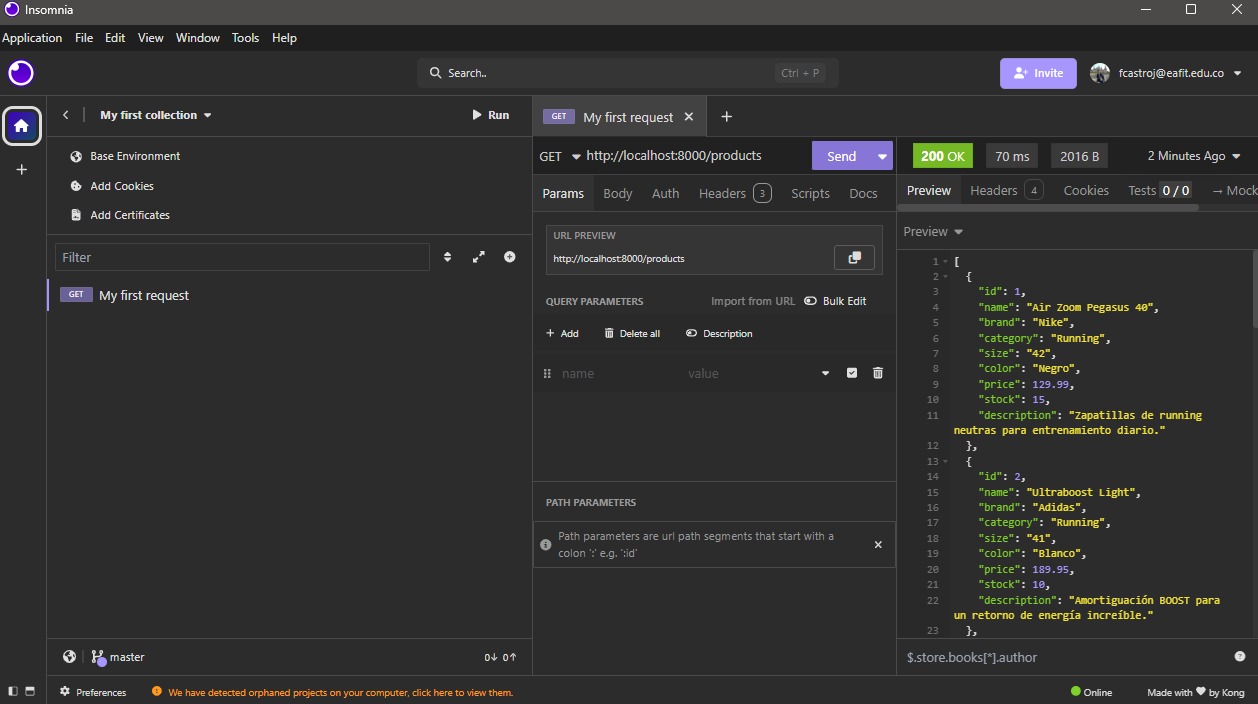 Insomnia
Application File Edit View Window Tools Help
Search.. Ctrl + P Invite fcastroj@eafit.edu.co
My first collection Run
Base Environment
Add Cookies
Add Certificates
Filter
GET My first request
master 0↓ 0↑
GET My first request
GET http://localhost:8000/products Send
Params Body Auth Headers 3 Scripts Docs
URL PREVIEW
http://localhost:8000/products
QUERY PARAMETERS Import from URL Bulk Edit
+ Add Delete all Description
name value
PATH PARAMETERS
Path parameters are url path segments that start with a
colon ':' e.g. ':id'
200 OK 70 ms 2016 B 2 Minutes Ago
Preview Headers 4 Cookies Tests 0 / 0 → Mock
Preview
1 [
2 {
3 "id": 1,
4 "name": "Air Zoom Pegasus 40",
5 "brand": "Nike",
6 "category": "Running",
7 "size": "42",
8 "color": "Negro",
9 "price": 129.99,
10 "stock": 15,
11 "description": "Zapatillas de running
neutras para entrenamiento diario."
12 },
13 {
14 "id": 2,
15 "name": "Ultraboost Light",
16 "brand": "Adidas",
17 "category": "Running",
18 "size": "41",
19 "color": "Blanco",
20 "price": 189.95,
21 "stock": 10,
22 "description": "Amortiguación BOOST para
un retorno de energía increíble."
23 },
$.store.books[*].author
Preferences We have detected orphaned projects on your computer, click here to view them. Online Made with ♥ by Kong